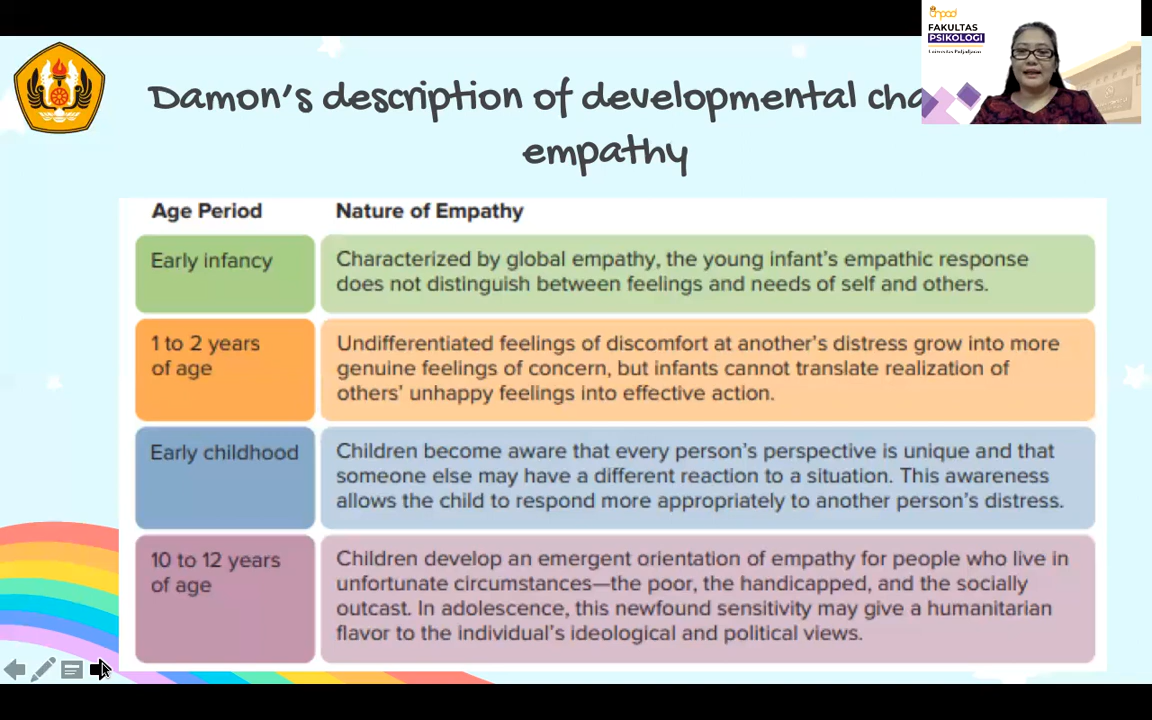 unpad
FAKULTAS
PSIKOLOGI
Universitas Padjadjaran
Damon's description of developmental cha
empathy
Age Period
Nature of Empathy
Early infancy
Characterized by global empathy, the young infant's empathic response
does not distinguish between feelings and needs of self and others.
1 to 2 years
of age
Undifferentiated feelings of discomfort at another's distress grow into more
genuine feelings of concern, but infants cannot translate realization of
others' unhappy feelings into effective action.
Early childhood
Children become aware that every person's perspective is unique and that
someone else may have a different reaction to a situation. This awareness
allows the child to respond more appropriately to another person's distress.
10 to 12 years
of age
Children develop an emergent orientation of empathy for people who live in
unfortunate circumstances—the poor, the handicapped, and the socially
outcast. In adolescence, this newfound sensitivity may give a humanitarian
flavor to the individual's ideological and political views.